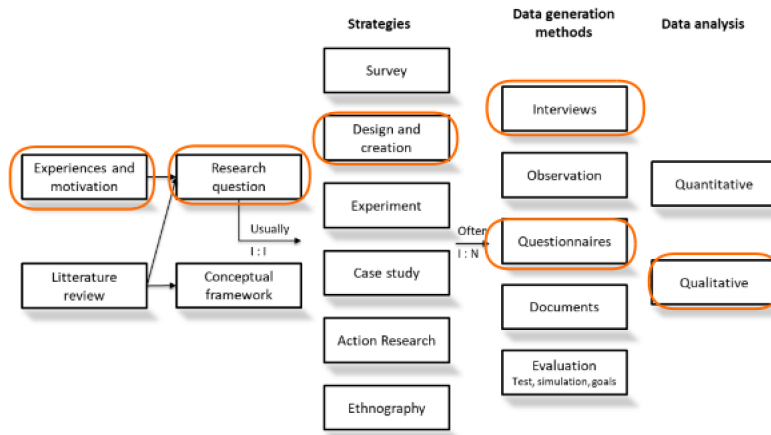 Strategies
Data generation
methods
Data analysis
Survey
Interviews
Design and
creation
Experiences and
motivation
Research
question
Observation
Quantitative
Experiment
Usually
1 : 1
Often
1 : N
Questionnaires
Litterature
review
Conceptual
framework
Case study
Qualitative
Documents
Action Research
Evaluation
Test, simulation, goals
Ethnography